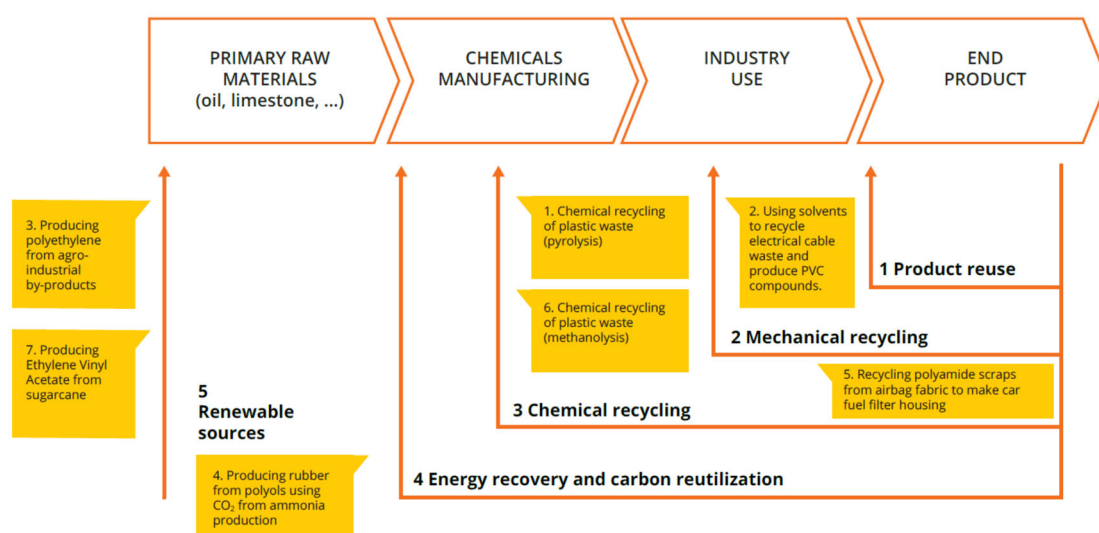 PRIMARY RAW
MATERIALS
(oil, limestone, ...)
CHEMICALS
MANUFACTURING
INDUSTRY
USE
END
PRODUCT
3. Producing
polyethylene
from agro-
industrial
by-products
7. Producing
Ethylene Vinyl
Acetate from
sugarcane
5
Renewable
sources
4. Producing rubber
from polyols using
CO₂ from ammonia
production
1. Chemical recycling
of plastic waste
(pyrolysis)
6. Chemical recycling
of plastic waste
(methanolysis)
2. Using solvents
to recycle
electrical cable
waste and
produce PVC
compounds.
1 Product reuse
2 Mechanical recycling
5. Recycling polyamide scraps
from airbag fabric to make car
fuel filter housing
3 Chemical recycling
4 Energy recovery and carbon reutilization